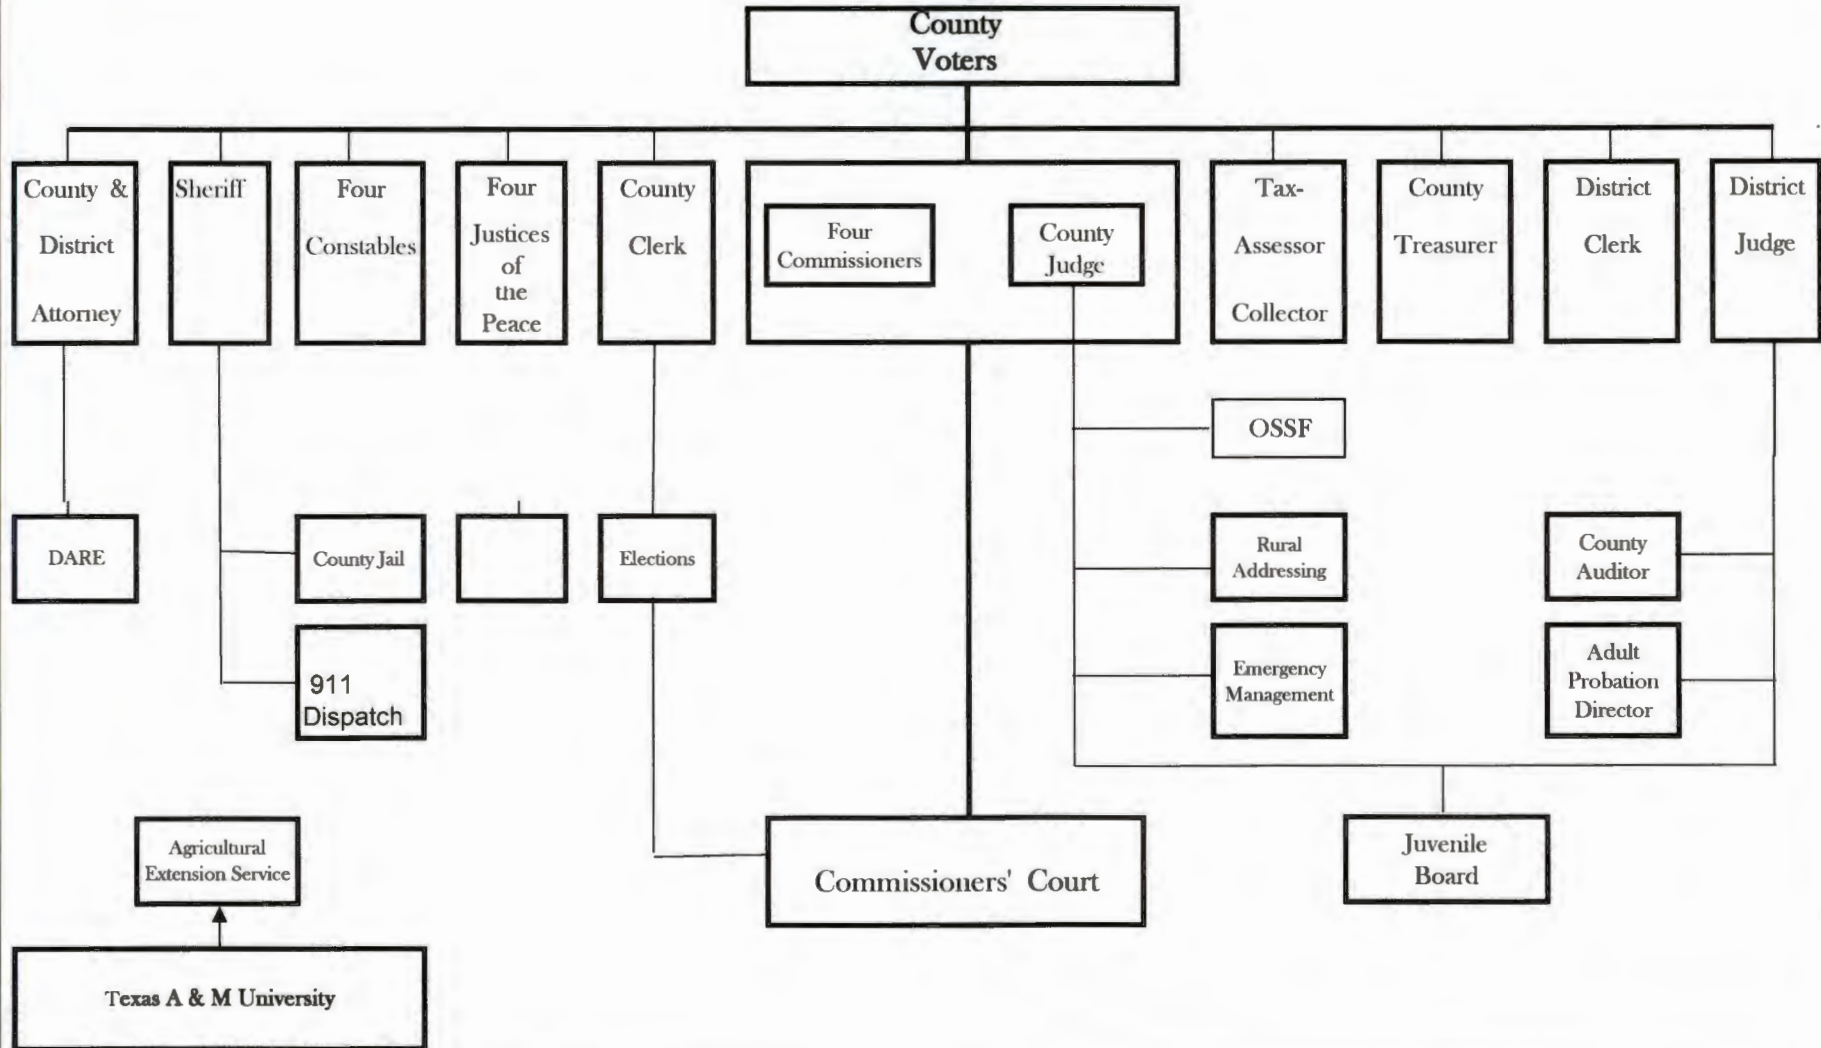 County
Voters
County &
District
Attorney
Sheriff
Four
Constables
Four
Justices
of
the
Peace
County
Clerk
Four
Commissioners
County
Judge
Tax-
Assessor
Collector
County
Treasurer
District
Clerk
District
Judge
OSSF
DARE
County Jail
Elections
Rural
Addressing
County
Auditor
911
Dispatch
Emergency
Management
Adult
Probation
Director
Agricultural
Extension Service
Commissioners' Court
Juvenile
Board
Texas A & M University